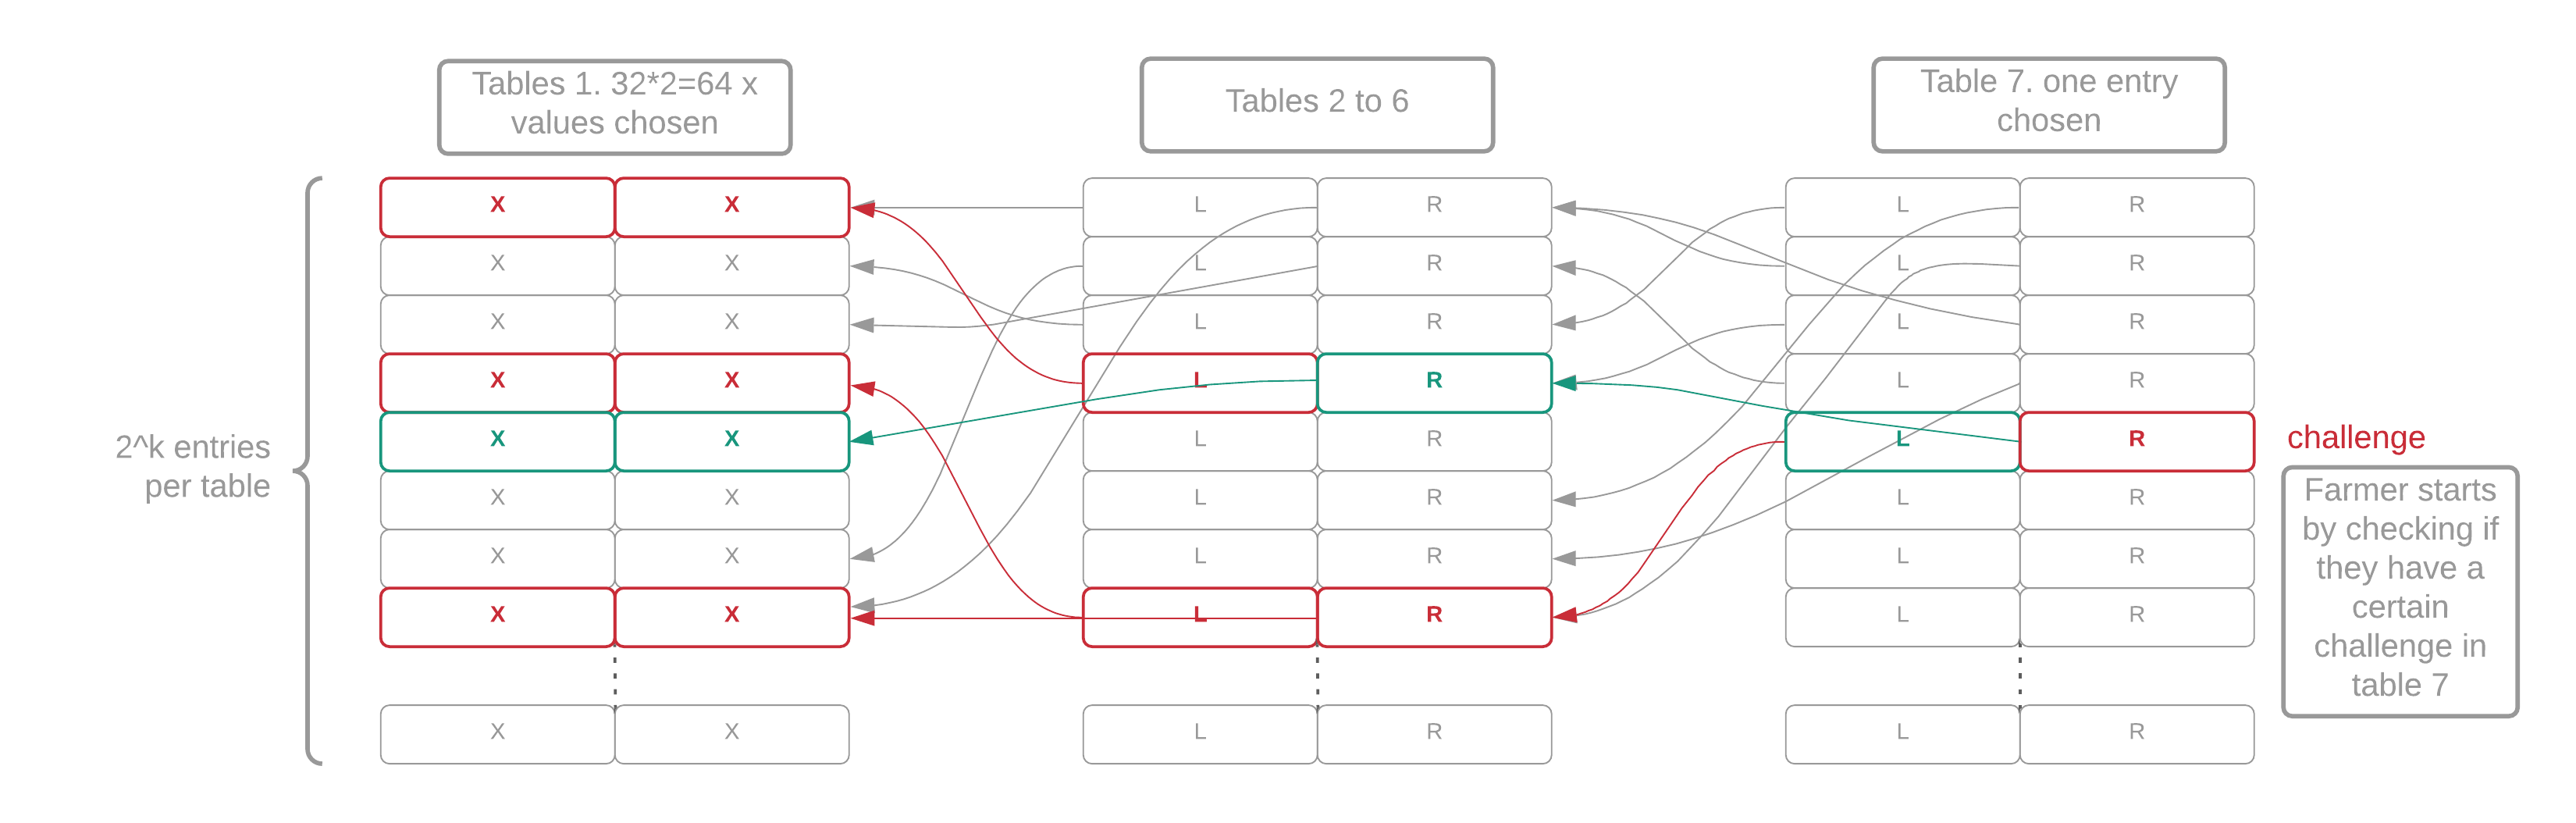 Tables 1. 32*2=64 x
values chosen
Tables 2 to 6
Table 7. one entry
chosen
X X L R L R
X X L R L R
X X L R L R
X X L R L R
X X L R L R
X X L R L R
X X L R L R
X X L R L R
X X L R L R
2^k entries
per table
challenge
Farmer starts
by checking if
they have a
certain
challenge in
table 7